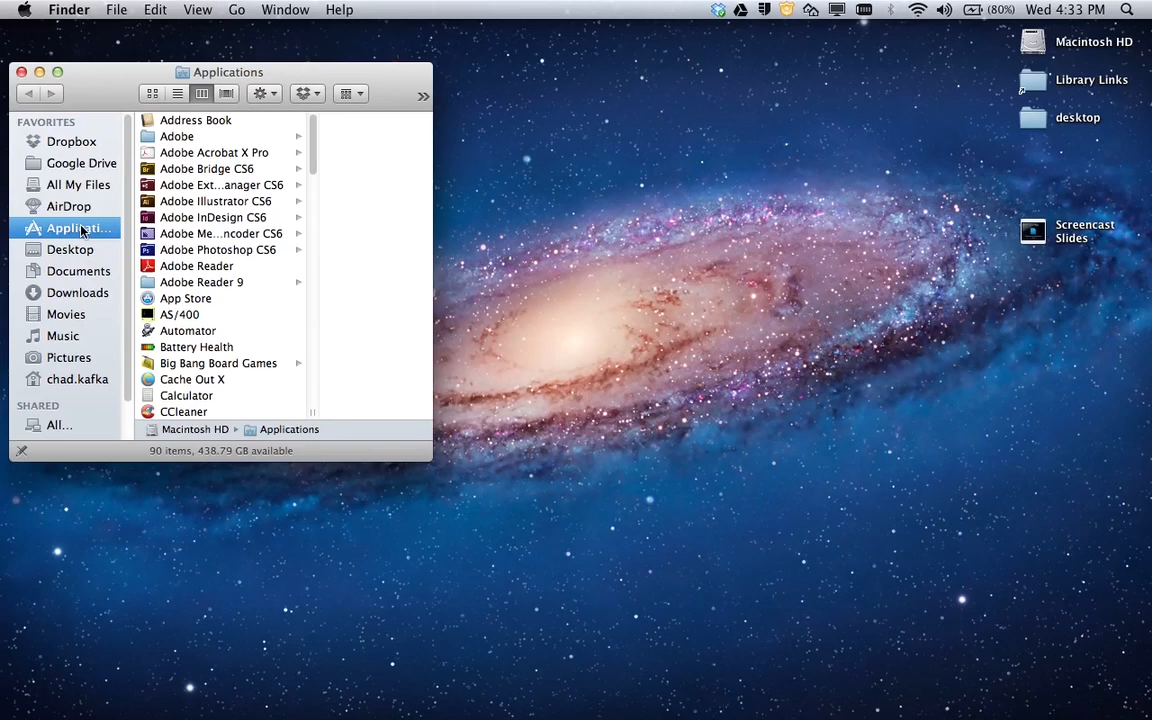 Finder File Edit View Go Window Help (80%) Wed 4:33 PM
Applications
FAVORITES
Dropbox
Google Drive
All My Files
AirDrop
Applicati...
Desktop
Documents
Downloads
Movies
Music
Pictures
chad.kafka
SHARED
All...
Address Book
Adobe
Adobe Acrobat X Pro
Adobe Bridge CS6
Adobe Ext...anager CS6
Adobe Illustrator CS6
Adobe InDesign CS6
Adobe Me...ncoder CS6
Adobe Photoshop CS6
Adobe Reader
Adobe Reader 9
App Store
AS/400
Automator
Battery Health
Big Bang Board Games
Cache Out X
Calculator
CCleaner
Macintosh HD Applications
90 items, 438.79 GB available
Macintosh HD
Library Links
desktop
Screencast
Slides